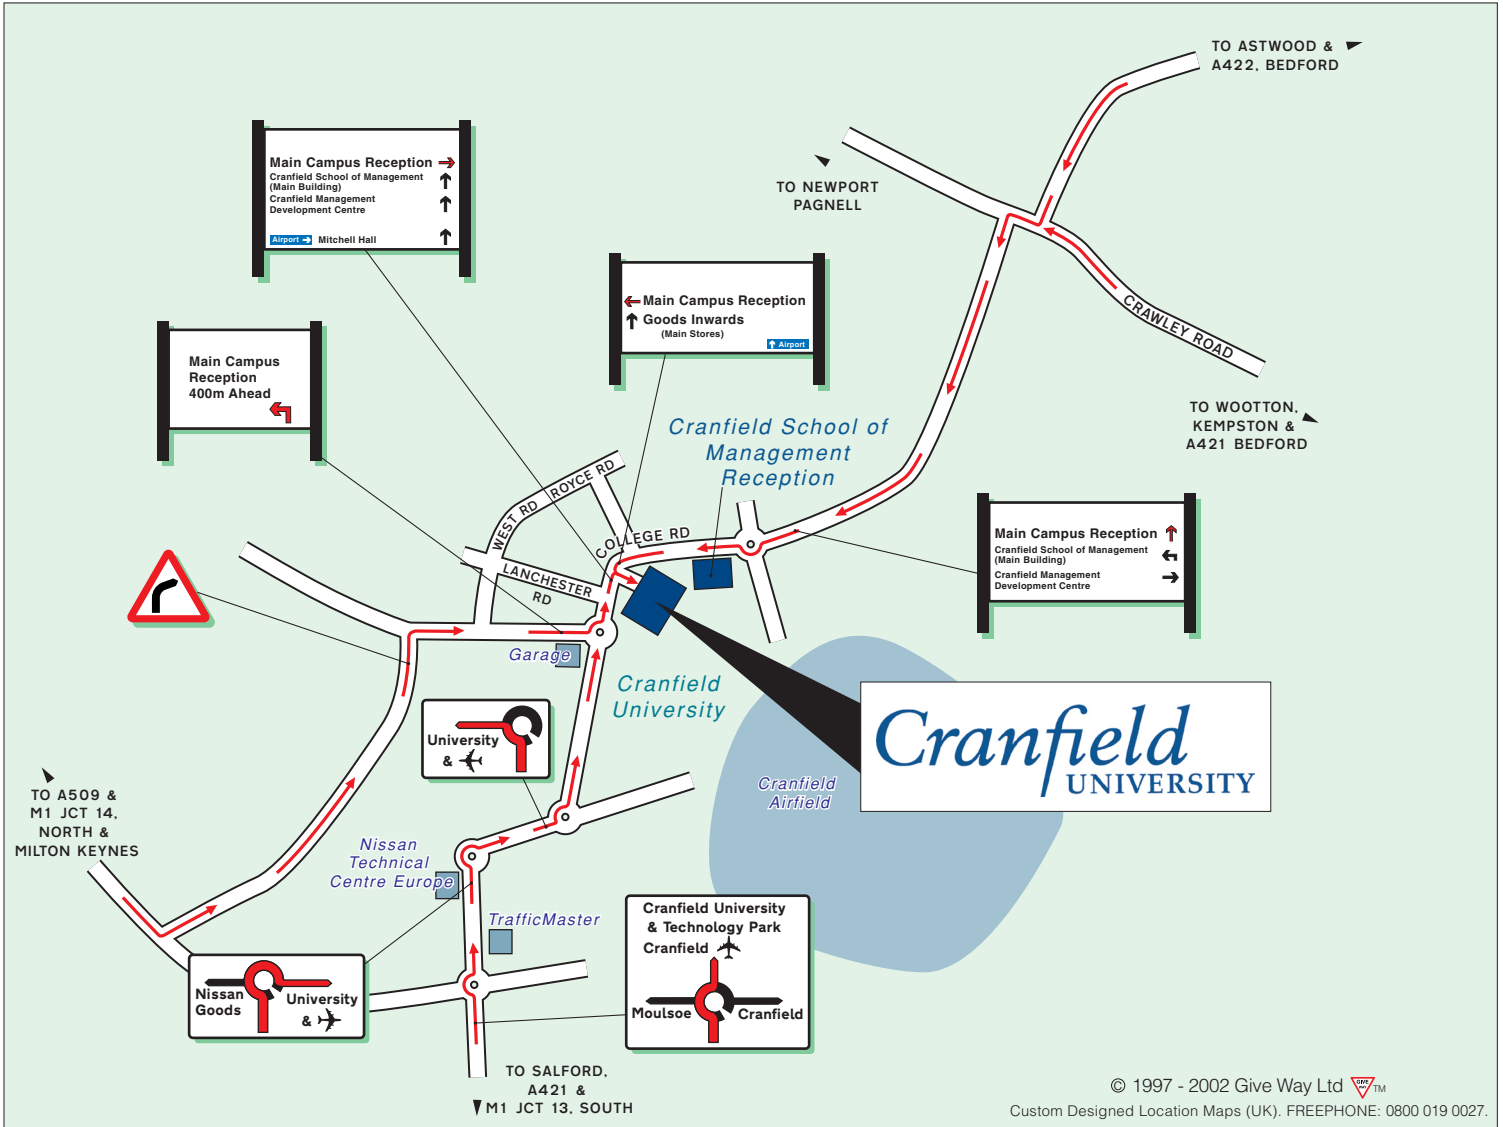 TO ASTWOOD &
A422, BEDFORD
TO NEWPORT
PAGNELL
Main Campus Reception
Cranfield School of Management
(Main Building)
Cranfield Management
Development Centre
Airport
Mitchell Hall
Main Campus Reception
Goods Inwards
(Main Stores)
Airport
CRAWLEY ROAD
Main Campus
Reception
400m Ahead
TO WOOTTON,
KEMPSTON &
A421 BEDFORD
Cranfield School of
Management
Reception
WEST RD
ROYCE RD
COLLEGE RD
LANCHESTER
RD
Main Campus Reception
Cranfield School of Management
(Main Building)
Cranfield Management
Development Centre
Garage
Cranfield
University
University
&
Cranfield
UNIVERSITY
Cranfield
Airfield
TO A509 &
M1 JCT 14,
NORTH &
MILTON KEYNES
Nissan
Technical
Centre Europe
TrafficMaster
Cranfield University
& Technology Park
Cranfield
Moulsoe
Cranfield
Nissan
Goods
University
&
TO SALFORD,
A421 &
M1 JCT 13, SOUTH
© 1997 - 2002 Give Way Ltd GIVE WAY TM
Custom Designed Location Maps (UK). FREEPHONE: 0800 019 0027.